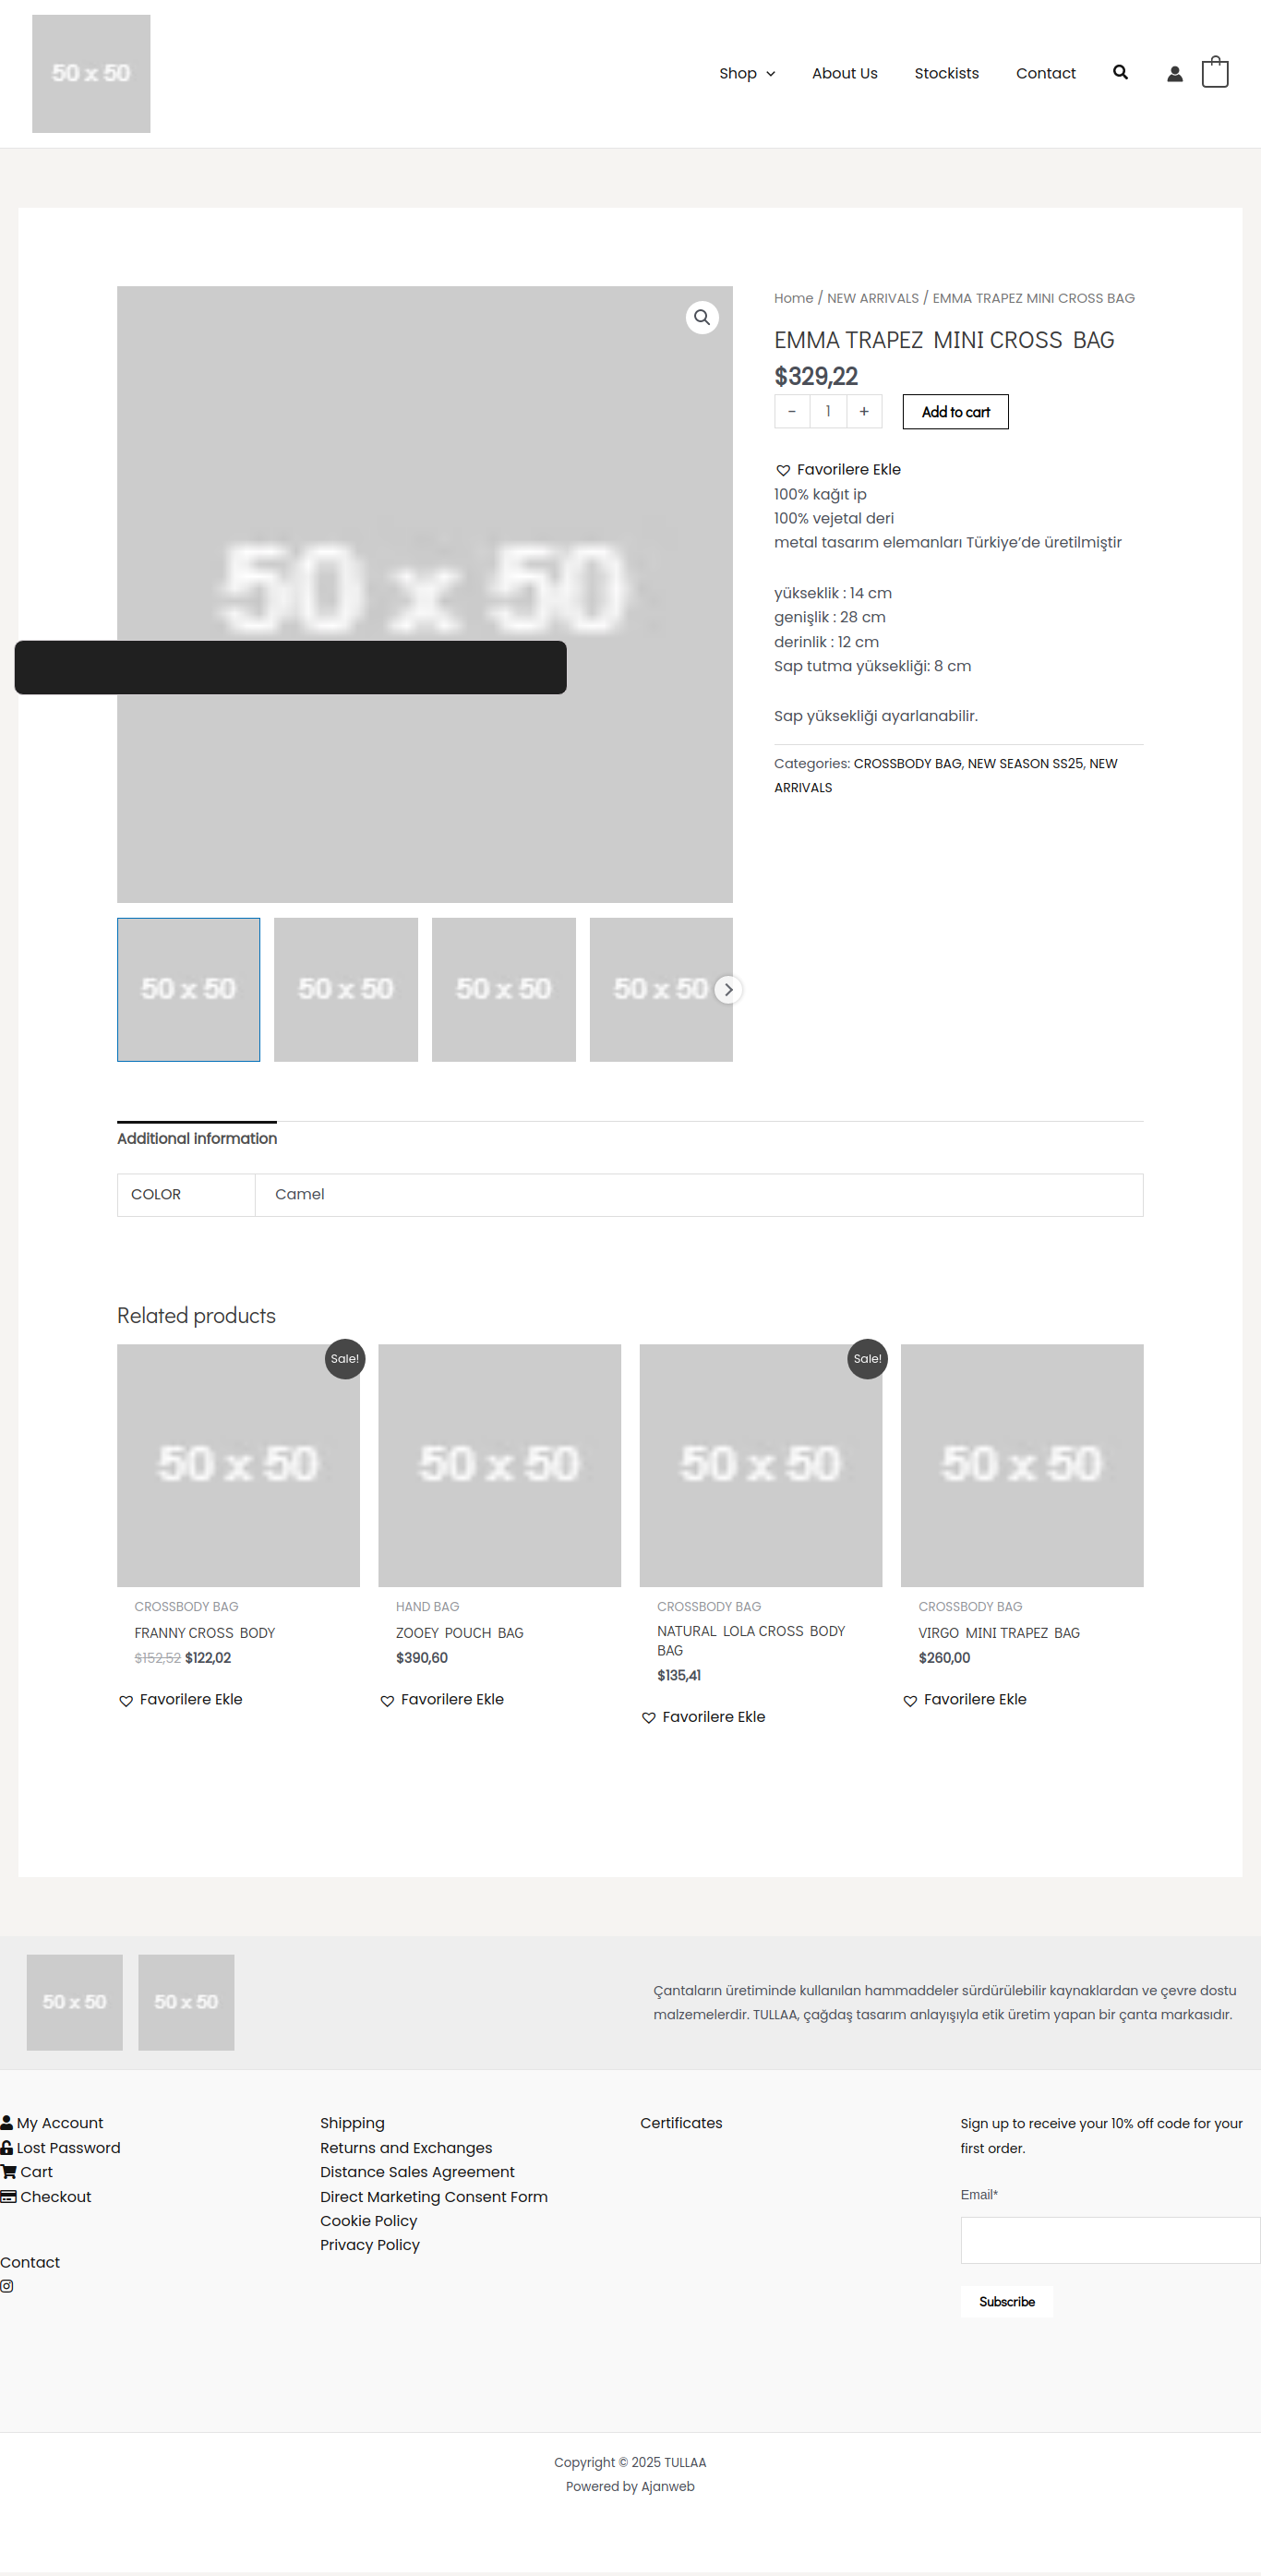 50 x 50
Shop
About Us
Stockists
Contact
50 x 50
Home / NEW ARRIVALS / EMMA TRAPEZ MINI CROSS BAG
EMMA TRAPEZ MINI CROSS BAG
$329,22
- 1 +
Add to cart
Favorilere Ekle
100% kağıt ip
100% vejetal deri
metal tasarım elemanları Türkiye’de üretilmiştir
yükseklik : 14 cm
genişlik : 28 cm
derinlik : 12 cm
Sap tutma yüksekliği: 8 cm
Sap yüksekliği ayarlanabilir.
Categories: CROSSBODY BAG, NEW SEASON SS25, NEW
ARRIVALS
50 x 50
50 x 50
50 x 50
50 x 50
Additional information
COLOR
Camel
Related products
Sale!
50 x 50
CROSSBODY BAG
FRANNY CROSS BODY
$152,52 $122,02
Favorilere Ekle
50 x 50
HAND BAG
ZOOEY POUCH BAG
$390,60
Favorilere Ekle
Sale!
50 x 50
CROSSBODY BAG
NATURAL LOLA CROSS BODY
BAG
$135,41
Favorilere Ekle
50 x 50
CROSSBODY BAG
VIRGO MINI TRAPEZ BAG
$260,00
Favorilere Ekle
50 x 50
50 x 50
Çantaların üretiminde kullanılan hammaddeler sürdürülebilir kaynaklardan ve çevre dostu
malzemelerdir. TULLAA, çağdaş tasarım anlayışıyla etik üretim yapan bir çanta markasıdır.
My Account
Lost Password
Cart
Checkout
Contact
Shipping
Returns and Exchanges
Distance Sales Agreement
Direct Marketing Consent Form
Cookie Policy
Privacy Policy
Certificates
Sign up to receive your 10% off code for your
first order.
Email*
Subscribe
Copyright © 2025 TULLAA
Powered by Ajanweb